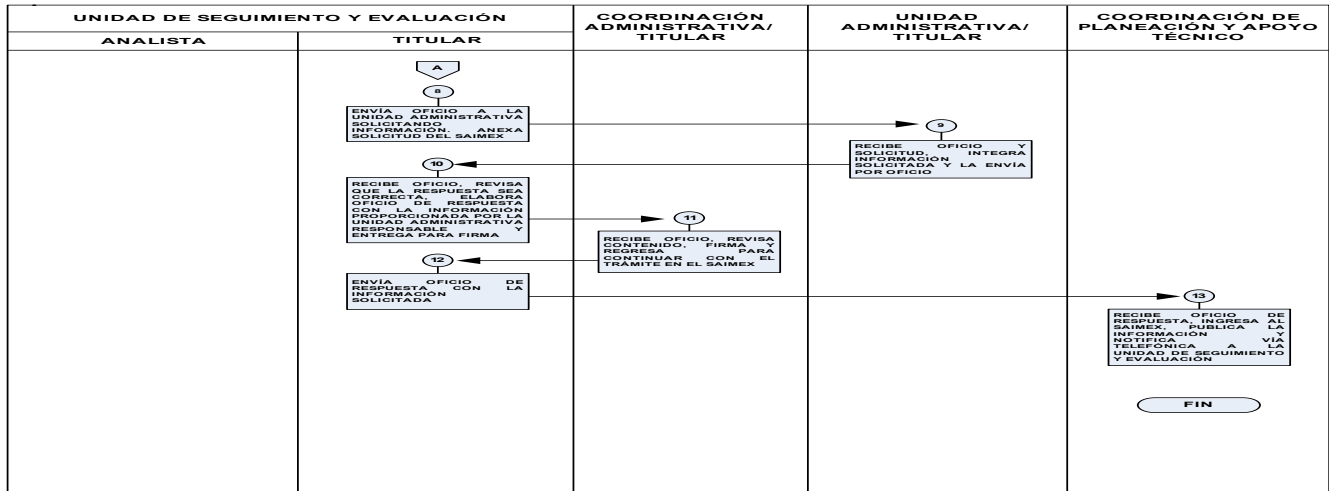 UNIDAD DE SEGUIMIENTO Y EVALUACIÓN
ANALISTA
TITULAR
COORDINACIÓN
ADMINISTRATIVA/
TITULAR
UNIDAD
ADMINISTRATIVA/
TITULAR
COORDINACIÓN DE
PLANEACIÓN Y APOYO
TÉCNICO
A
8
ENVÍA OFICIO A LA
UNIDAD ADMINISTRATIVA
SOLICITANDO
INFORMACIÓN. ANEXA
SOLICITUD DEL SAIMEX
9
RECIBE OFICIO Y
SOLICITUD, INTEGRA
INFORMACIÓN
SOLICITADA Y LA ENVÍA
POR OFICIO
10
RECIBE OFICIO, REVISA
QUE LA RESPUESTA SEA
CORRECTA, ELABORA
OFICIO DE RESPUESTA
CON LA INFORMACIÓN
PROPORCIONADA POR LA
UNIDAD ADMINISTRATIVA
RESPONSABLE Y
ENTREGA PARA FIRMA
11
RECIBE OFICIO, REVISA
CONTENIDO, FIRMA Y
REGRESA PARA
CONTINUAR CON EL
TRÁMITE EN EL SAIMEX
12
ENVÍA OFICIO DE
RESPUESTA CON LA
INFORMACIÓN
SOLICITADA
13
RECIBE OFICIO DE
RESPUESTA, INGRESA AL
SAIMEX, PUBLICA LA
INFORMACIÓN Y
NOTIFICA VÍA
TELEFÓNICA A LA
UNIDAD DE SEGUIMIENTO
Y EVALUACIÓN
FIN